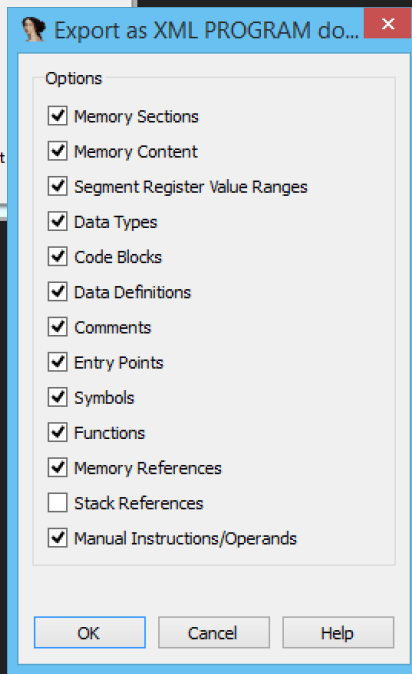 Export as XML PROGRAM do...
Options
Memory Sections
Memory Content
Segment Register Value Ranges
Data Types
Code Blocks
Data Definitions
Comments
Entry Points
Symbols
Functions
Memory References
Stack References
Manual Instructions/Operands
OK
Cancel
Help